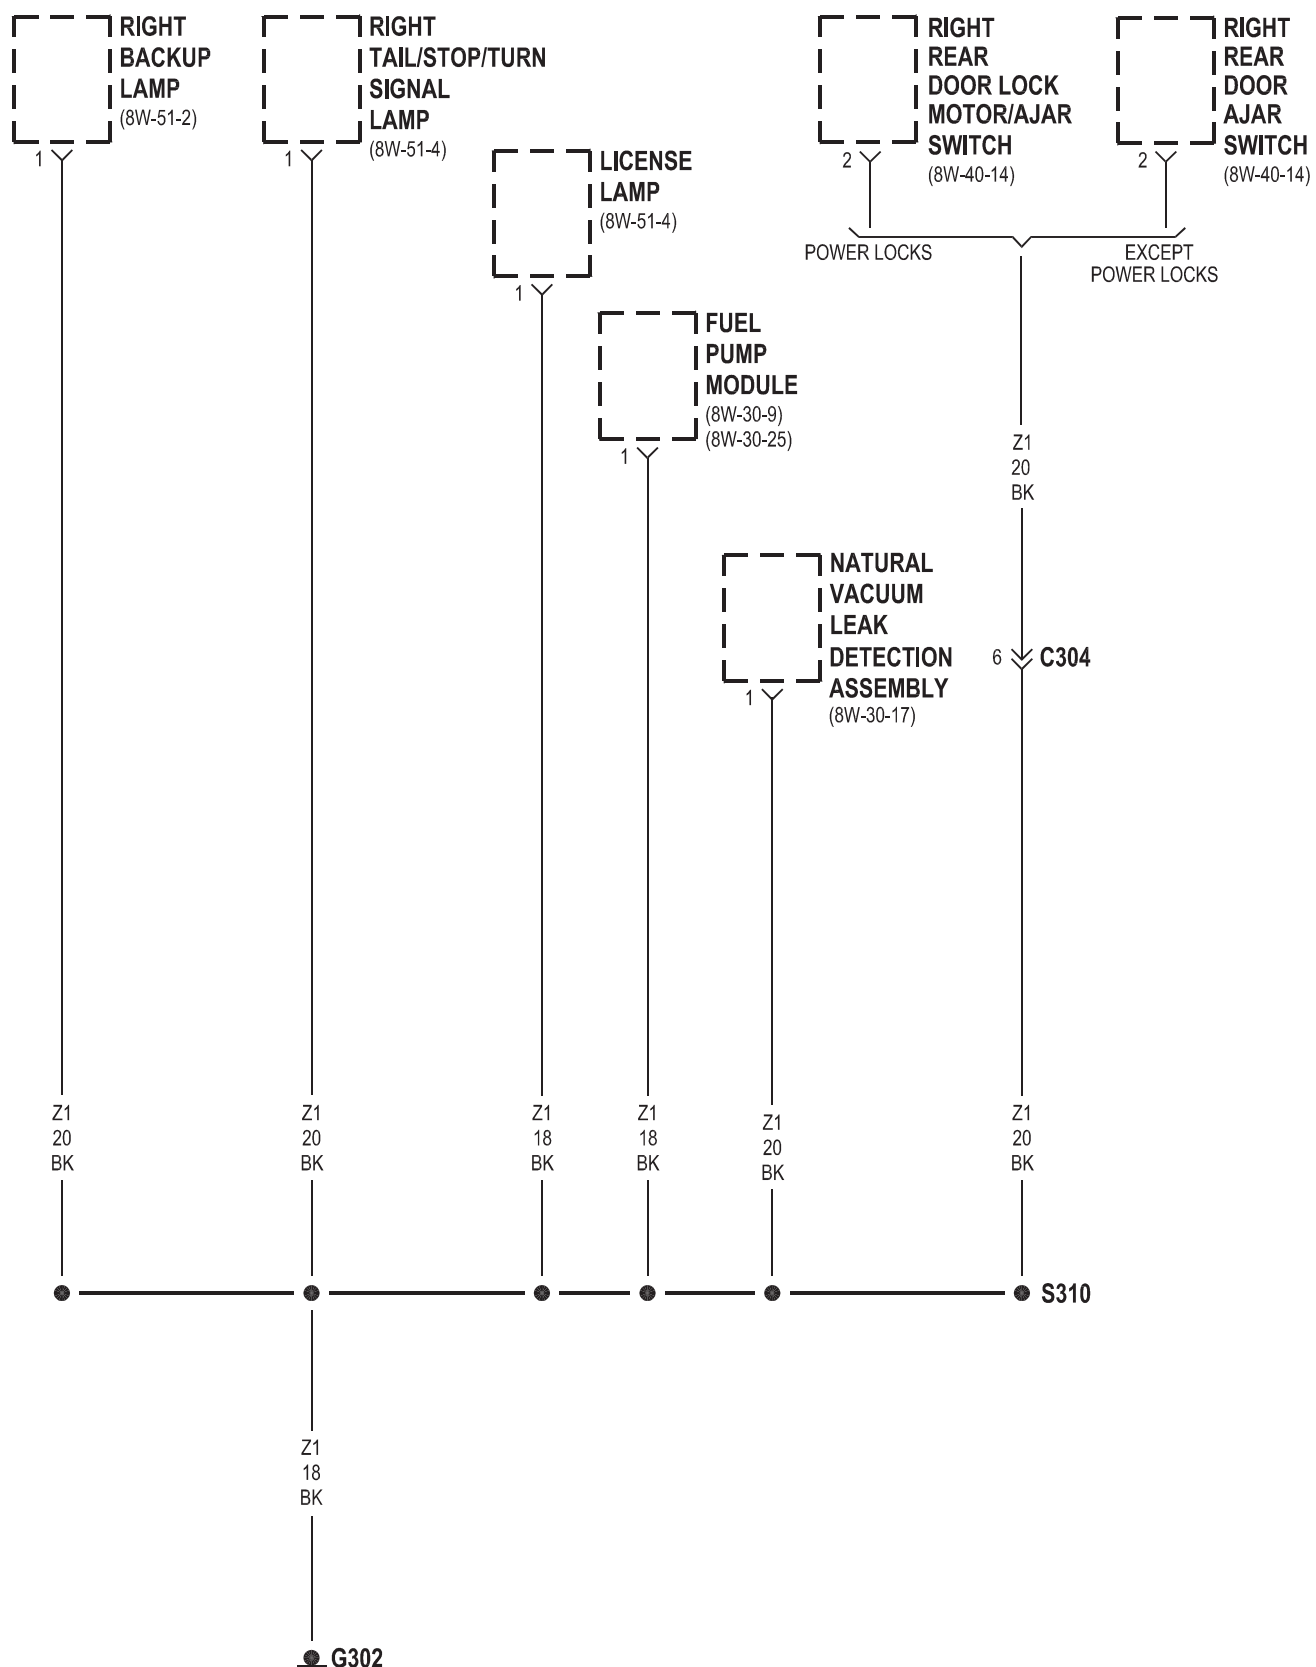 RIGHT
BACKUP
LAMP
(8W-51-2)
1
RIGHT
TAIL/STOP/TURN
SIGNAL
LAMP
(8W-51-4)
1
LICENSE
LAMP
(8W-51-4)
1
FUEL
PUMP
MODULE
(8W-30-9)
(8W-30-25)
1
NATURAL
VACUUM
LEAK
DETECTION
ASSEMBLY
(8W-30-17)
1
RIGHT
REAR
DOOR LOCK
MOTOR/AJAR
SWITCH
(8W-40-14)
2
RIGHT
REAR
DOOR
AJAR
SWITCH
(8W-40-14)
2
POWER LOCKS
EXCEPT
POWER LOCKS
Z1
20
BK
6
C304
Z1
20
BK
Z1
20
BK
Z1
18
BK
Z1
18
BK
Z1
20
BK
Z1
20
BK
S310
Z1
18
BK
G302